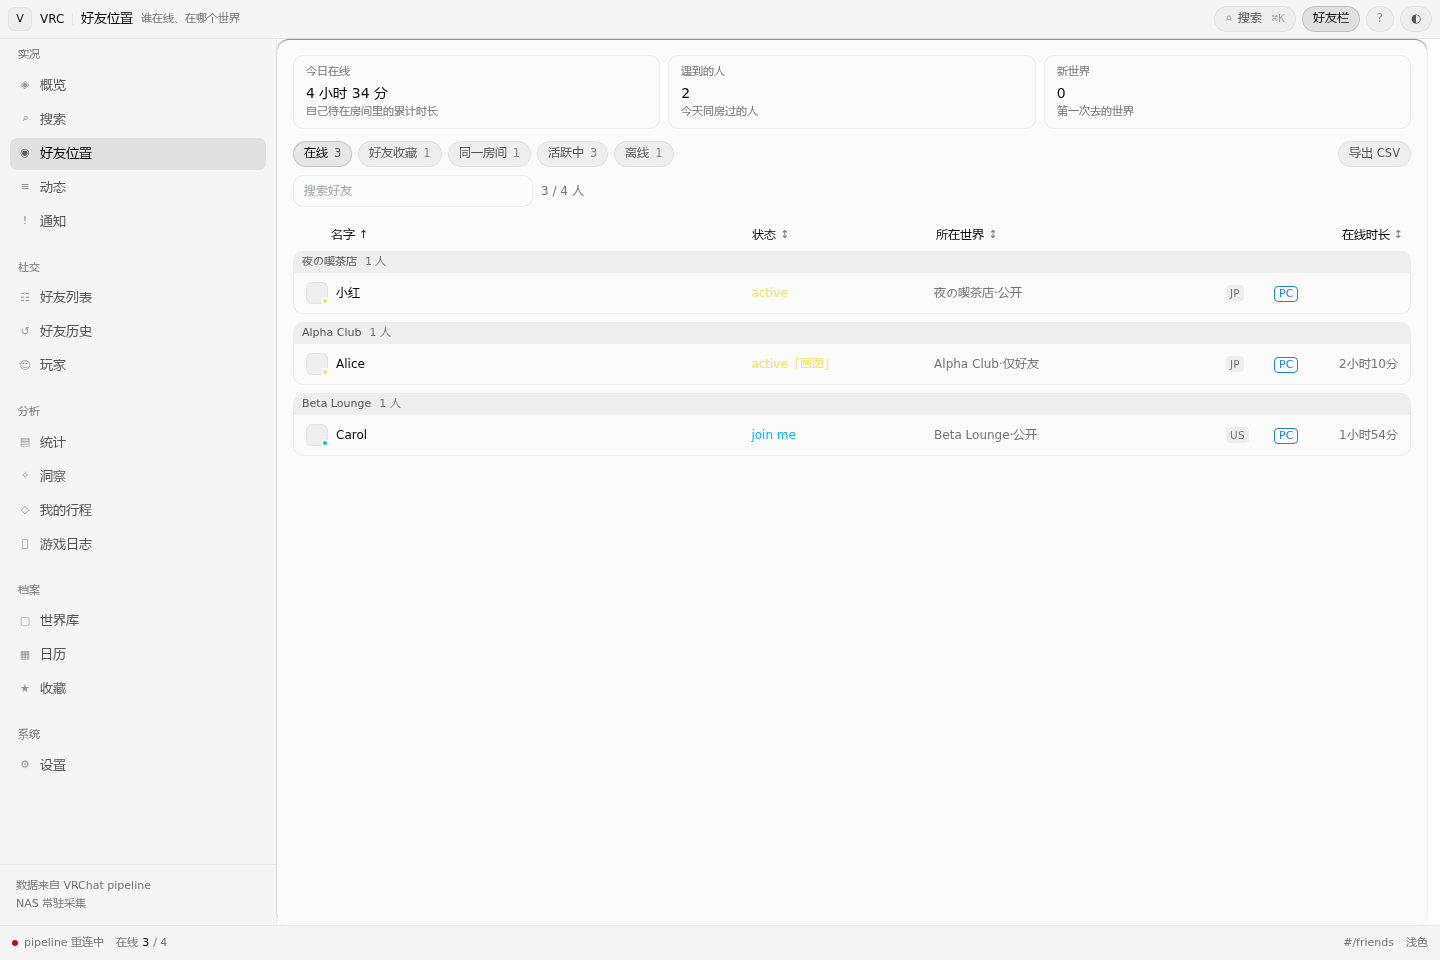 V VRC 好友位置 谁在线、在哪个世界 搜索 ⌘K 好友栏 ?
实况
概览
搜索
好友位置
动态
通知
社交
好友列表
好友历史
玩家
分析
统计
洞察
我的行程
游戏日志
档案
世界库
日历
收藏
系统
设置
数据来自 VRChat pipeline
NAS 常驻采集
今日在线
4 小时 34 分
自己待在房间里的累计时长
遇到的人
2
今天同房过的人
新世界
0
第一次去的世界
在线 3 好友收藏 1 同一房间 1 活跃中 3 离线 1 导出 CSV
搜索好友 3 / 4 人
名字 ↑ 状态 ↕ 所在世界 ↕ 在线时长 ↕
夜の喫茶店 1 人
小红 active 夜の喫茶店·公开 JP PC
Alpha Club 1 人
Alice active「画图」 Alpha Club·仅好友 JP PC 2小时10分
Beta Lounge 1 人
Carol join me Beta Lounge·公开 US PC 1小时54分
pipeline 重连中 在线 3 / 4 #/friends 浅色